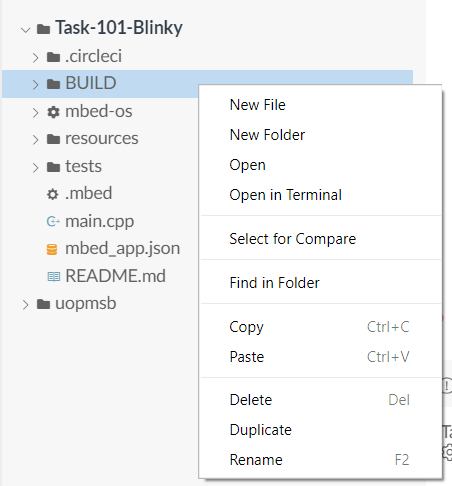 Task-101-Blinky
.circleci
BUILD
mbed-os
resources
tests
.mbed
main.cpp
mbed_app.json
README.md
uopmsb
New File
New Folder
Open
Open in Terminal
Select for Compare
Find in Folder
Copy Ctrl+C
Paste Ctrl+V
Delete Del
Duplicate
Rename F2